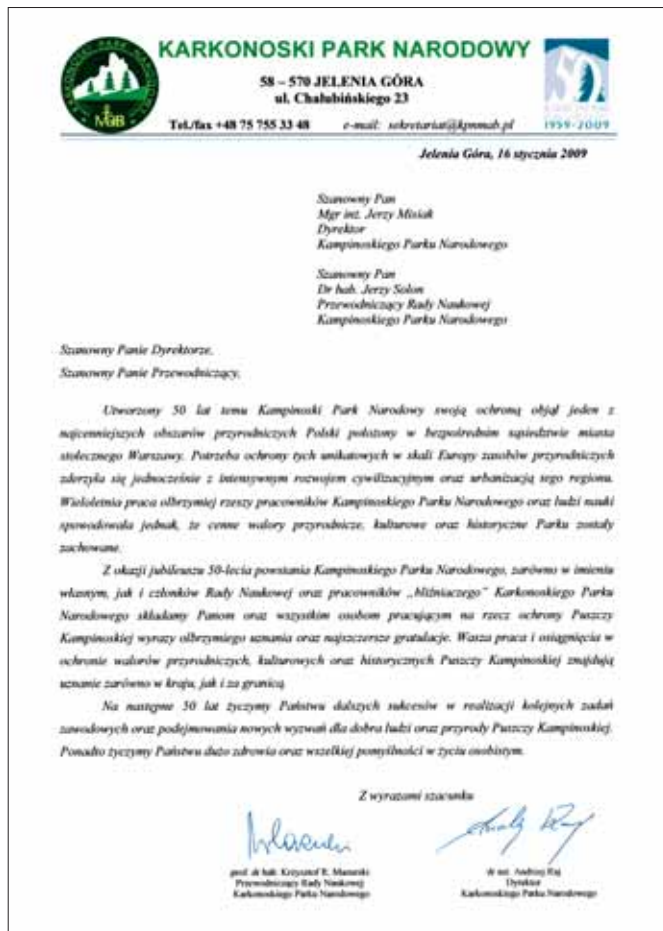 KARKONOSKI PARK NARODOWY
58 – 570 JELENIA GÓRA
ul. Chałubińskiego 23
Tel./fax +48 75 755 33 48 e-mail: sekretariat@kpnmab.pl
MaB
50
1959-2009
Jelenia Góra, 16 stycznia 2009
Szanowny Pan
Mgr inż. Jerzy Misiak
Dyrektor
Kampinoskiego Parku Narodowego
Szanowny Pan
Dr hab. Jerzy Solon
Przewodniczący Rady Naukowej
Kampinoskiego Parku Narodowego
Szanowny Panie Dyrektorze,
Szanowny Panie Przewodniczący,
Utworzony 50 lat temu Kampinoski Park Narodowy swoją ochroną objął jeden z
najcenniejszych obszarów przyrodniczych Polski położony w bezpośrednim sąsiedztwie miasta
stołecznego Warszawy. Potrzeba ochrony tych unikatowych w skali Europy zasobów przyrodniczych
zderzyła się jednocześnie z intensywnym rozwojem cywilizacyjnym oraz urbanizacją tego regionu.
Wieloletnia praca olbrzymiej rzeszy pracowników Kampinoskiego Parku Narodowego oraz ludzi nauki
spowodowała jednak, że cenne walory przyrodnicze, kulturowe oraz historyczne Parku zostały
zachowane.
Z okazji jubileuszu 50-lecia powstania Kampinoskiego Parku Narodowego, zarówno w imieniu
własnym, jak i członków Rady Naukowej oraz pracowników „bliźniaczego” Karkonoskiego Parku
Narodowego składamy Panom oraz wszystkim osobom pracującym na rzecz ochrony Puszczy
Kampinoskiej wyrazy olbrzymiego uznania oraz najszczersze gratulacje. Wasza praca i osiągnięcia w
ochronie walorów przyrodniczych, kulturowych oraz historycznych Puszczy Kampinoskiej znajdują
uznanie zarówno w kraju, jak i za granicą.
Na następne 50 lat życzymy Państwu dalszych sukcesów w realizacji kolejnych zadań
zawodowych oraz podejmowania nowych wyzwań dla dobra ludzi oraz przyrody Puszczy Kampinoskiej.
Ponadto życzymy Państwu dużo zdrowia oraz wszelkiej pomyślności w życiu osobistym.
Z wyrazami szacunku
prof. dr hab. Krzysztof R. Mazurski
Przewodniczący Rady Naukowej
Karkonoskiego Parku Narodowego
dr inż. Andrzej Raj
Dyrektor
Karkonoskiego Parku Narodowego